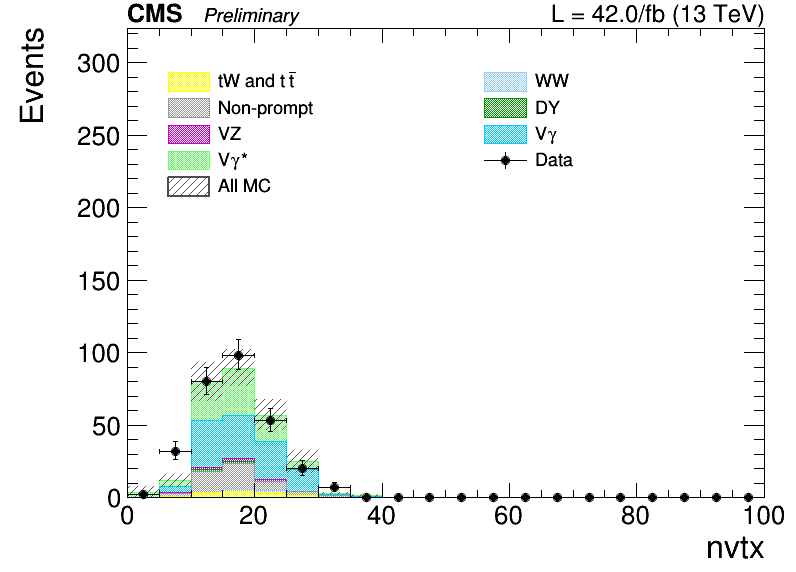 CMS Preliminary L = 42.0/fb (13 TeV)
Events
300
250
200
150
100
50
0
tW and t t̅
Non-prompt
VZ
Vγ*
All MC
WW
DY
Vγ
Data
0 20 40 60 80 100
nvtx